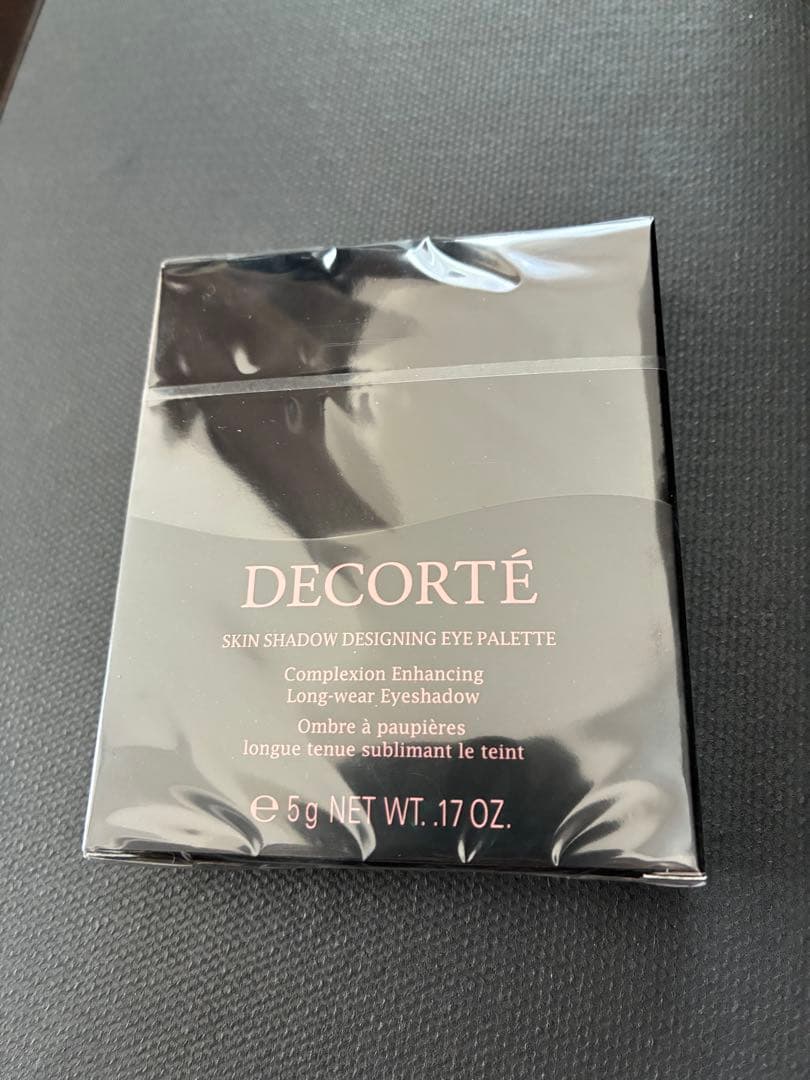 DECORTÉ
SKIN SHADOW DESIGNING EYE PALETTE
Complexion Enhancing
Long-wear Eyeshadow
Ombre à paupières
longue tenue sublimant le teint
℮ 5 g NET WT. .17 OZ.